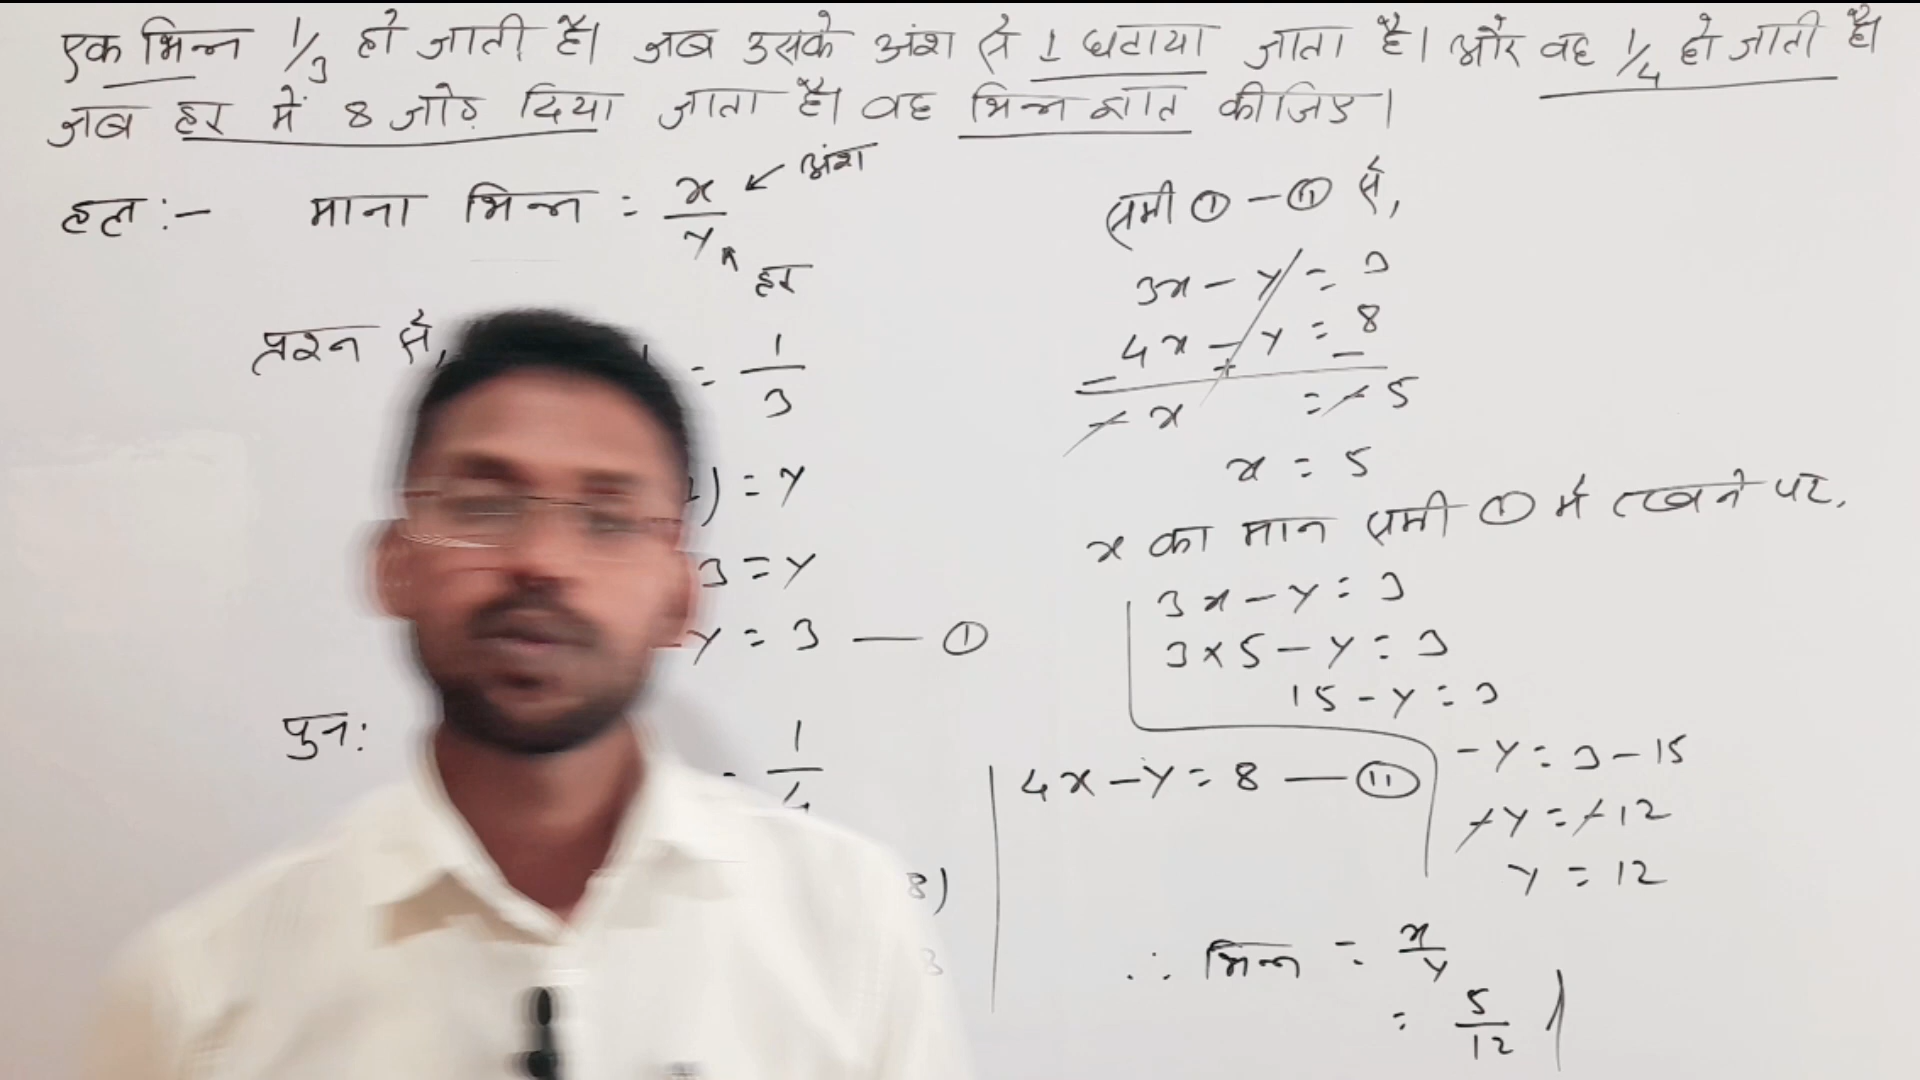 एक भिन्न 1/3 हो जाती है। जब उसके अंश से 1 घटाया जाता है। और वह 1/4 हो जाती है।
जब हर में 8 जोड़ दिया जाता है। वह भिन्न ज्ञात कीजिए।
हल :- माना भिन्न = x/y ← अंश
हर
प्रश्न से,
= 1/3
) = y
3 = y
y = 3 — ①
पुन:
1/4
8)
3
4x - y = 8 — ⑪
समी ① - ⑪ से,
3x - y = 3
4x - y = 8
- + -
- x = - 5
x = 5
x का मान समी ① में रखने पर,
3x - y = 3
3 x 5 - y = 3
15 - y = 3
- y = 3 - 15
- y = - 12
y = 12
∴ भिन्न = x/y
= 5/12